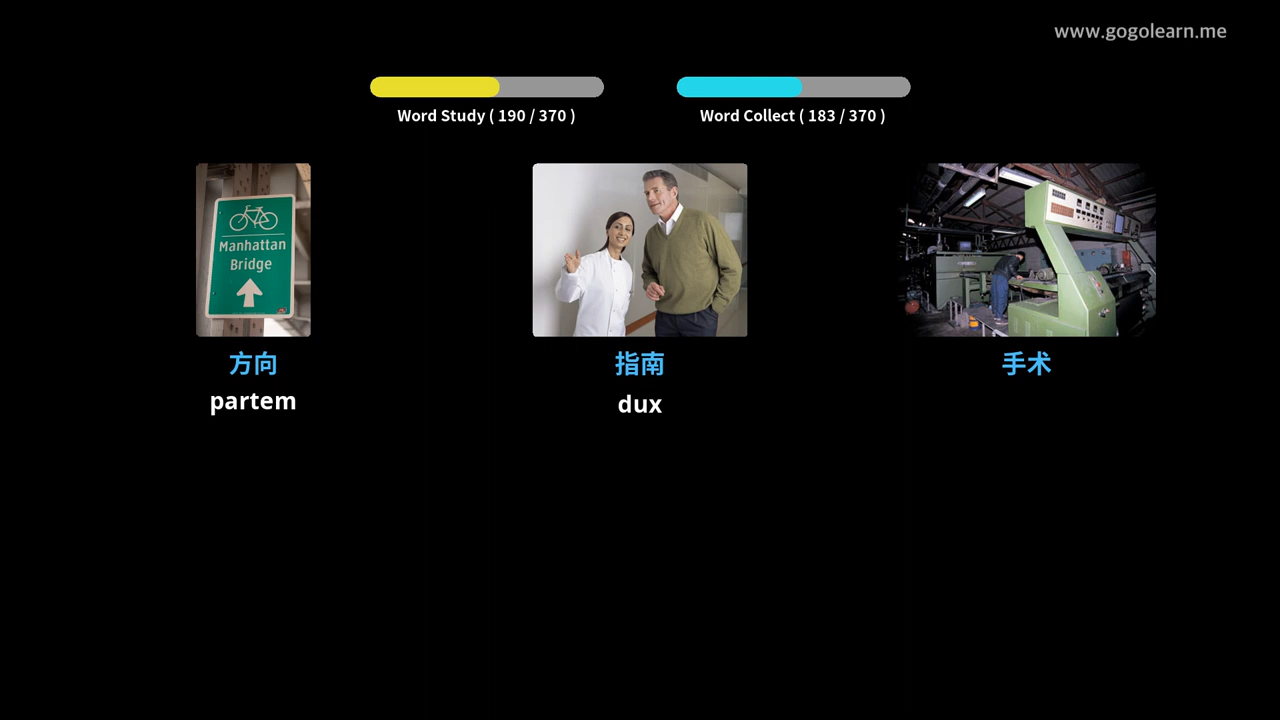 www.gogolearn.me
Word Study ( 190 / 370 )
Word Collect ( 183 / 370 )
Manhattan
Bridge
方向
指南
手术
partem
dux